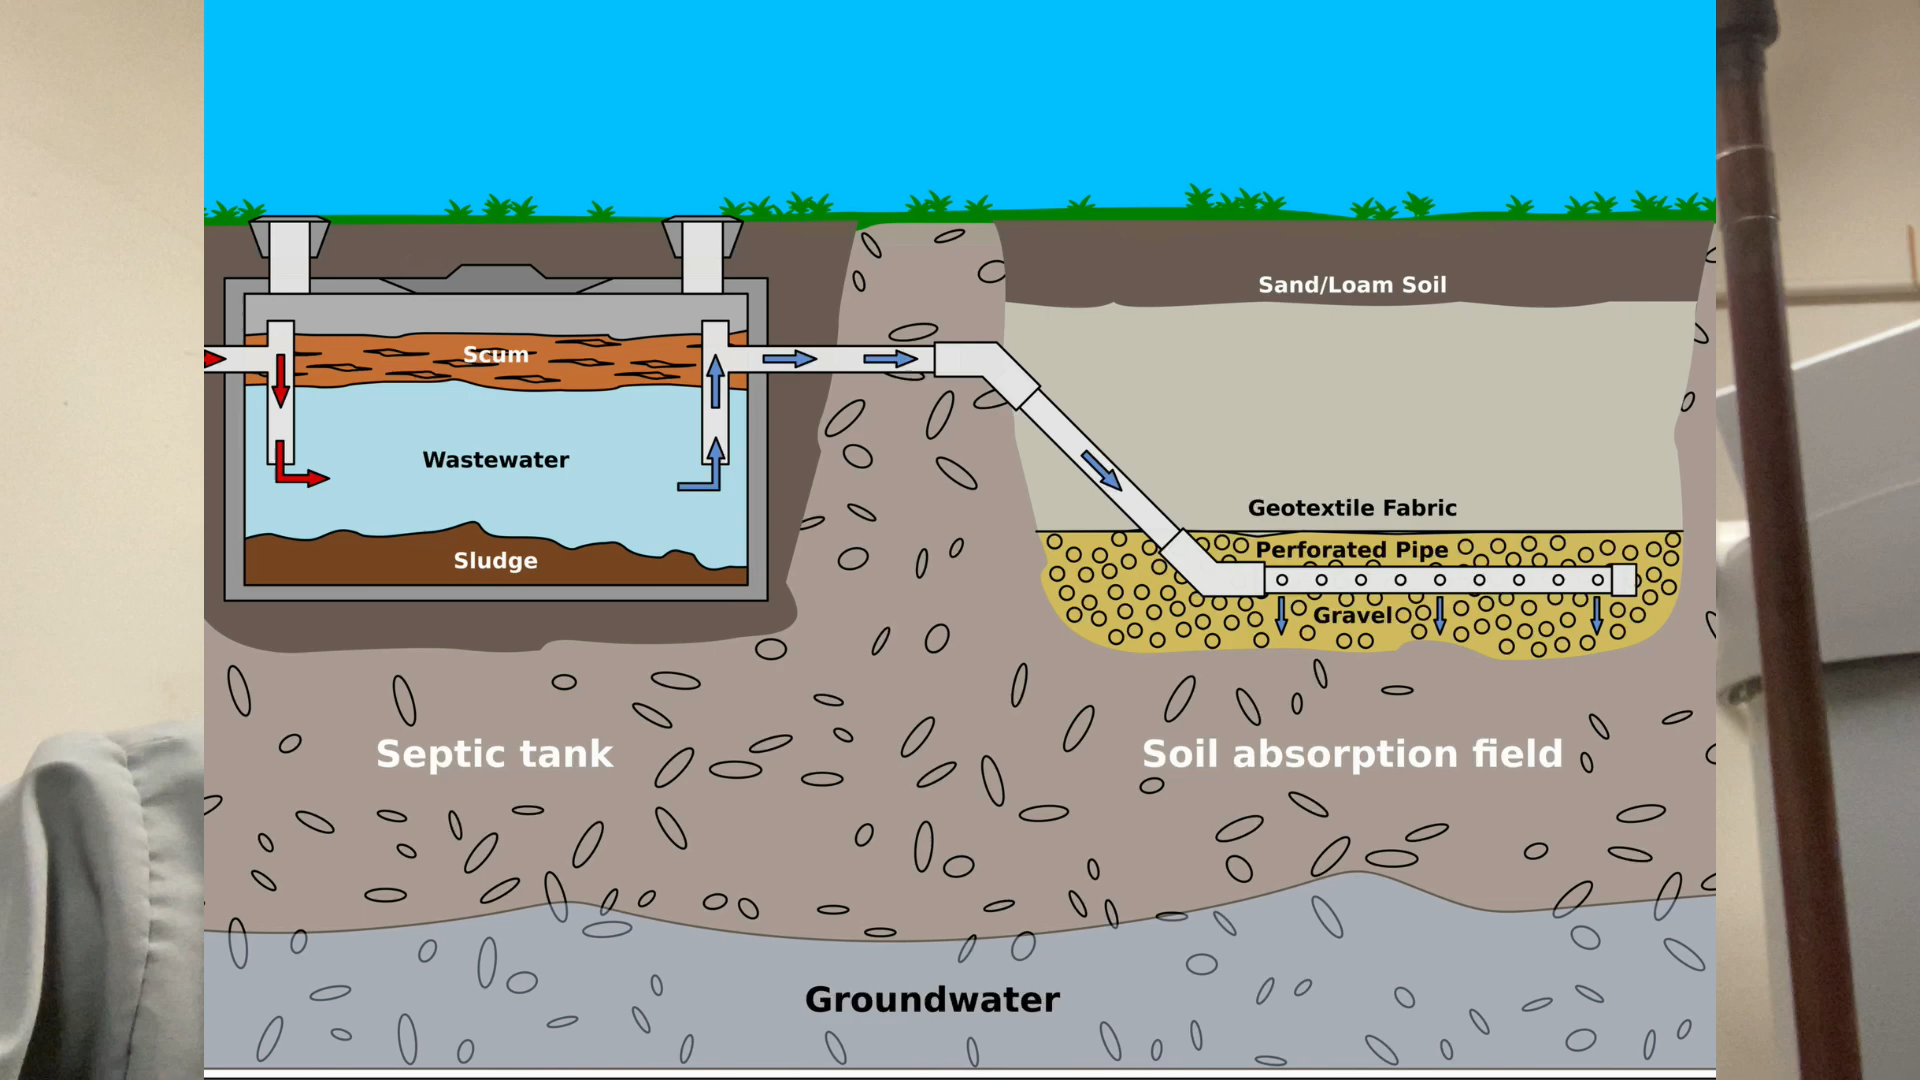 Sand/Loam Soil
Scum
Wastewater
Geotextile Fabric
Perforated Pipe
Sludge
Gravel
Septic tank
Soil absorption field
Groundwater